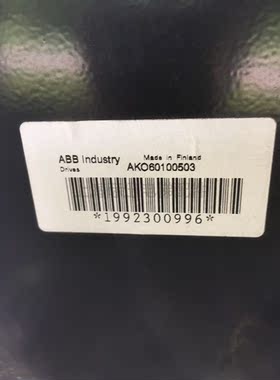 ABB Industry Made in Finland
Drives AKO60100503
*1992300996*